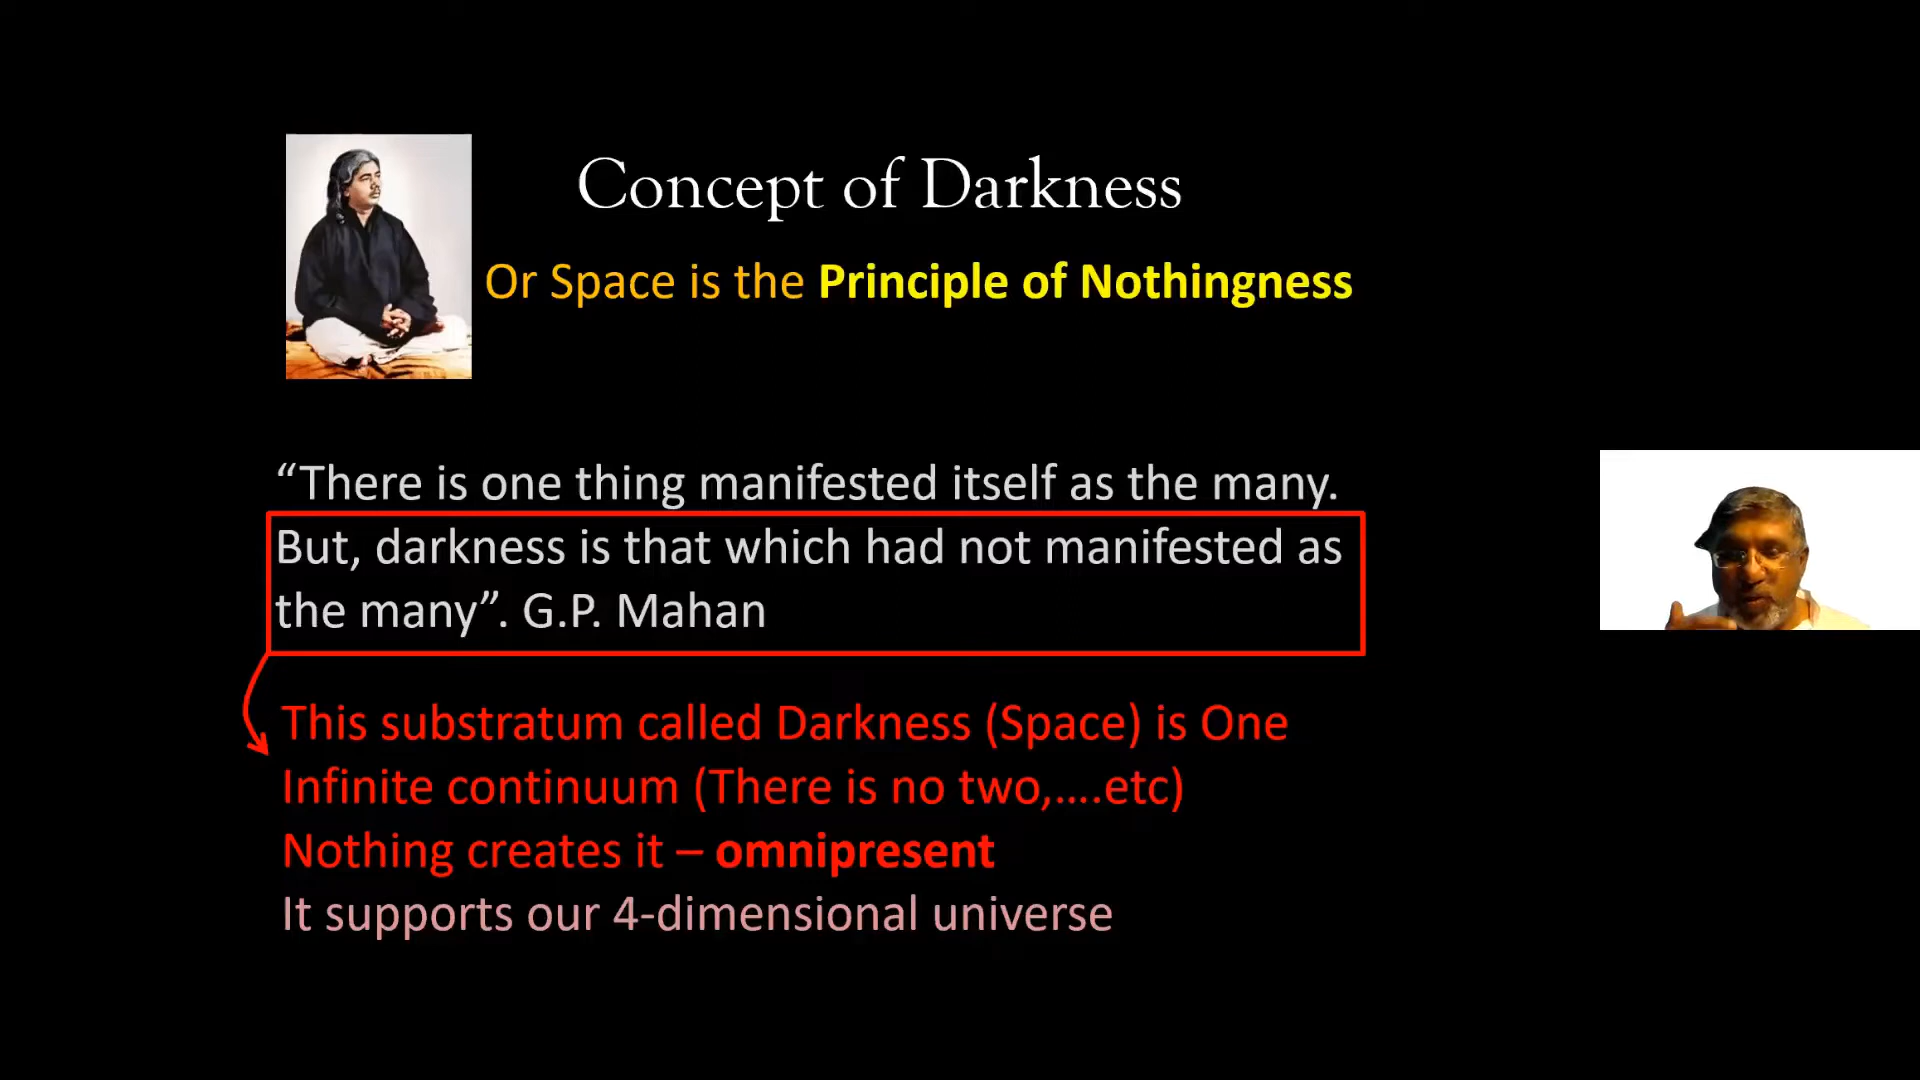 Concept of Darkness
Or Space is the Principle of Nothingness
“There is one thing manifested itself as the many.
But, darkness is that which had not manifested as
the many”. G.P. Mahan
This substratum called Darkness (Space) is One
Infinite continuum (There is no two,....etc)
Nothing creates it – omnipresent
It supports our 4-dimensional universe